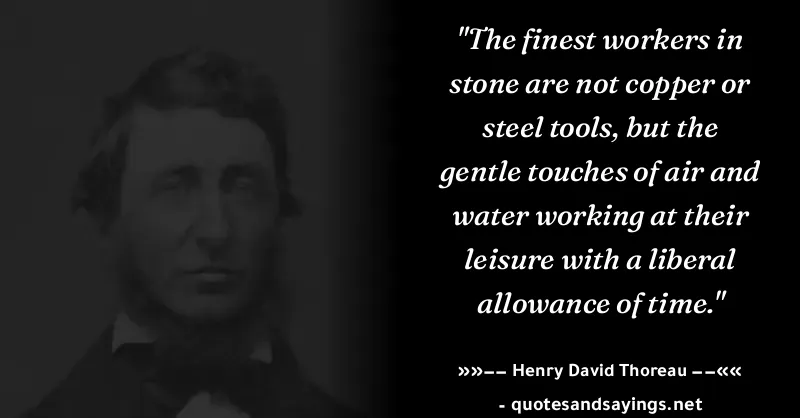 "The finest workers in
stone are not copper or
steel tools, but the
gentle touches of air and
water working at their
leisure with a liberal
allowance of time."
»»−− Henry David Thoreau −−««
- quotesandsayings.net